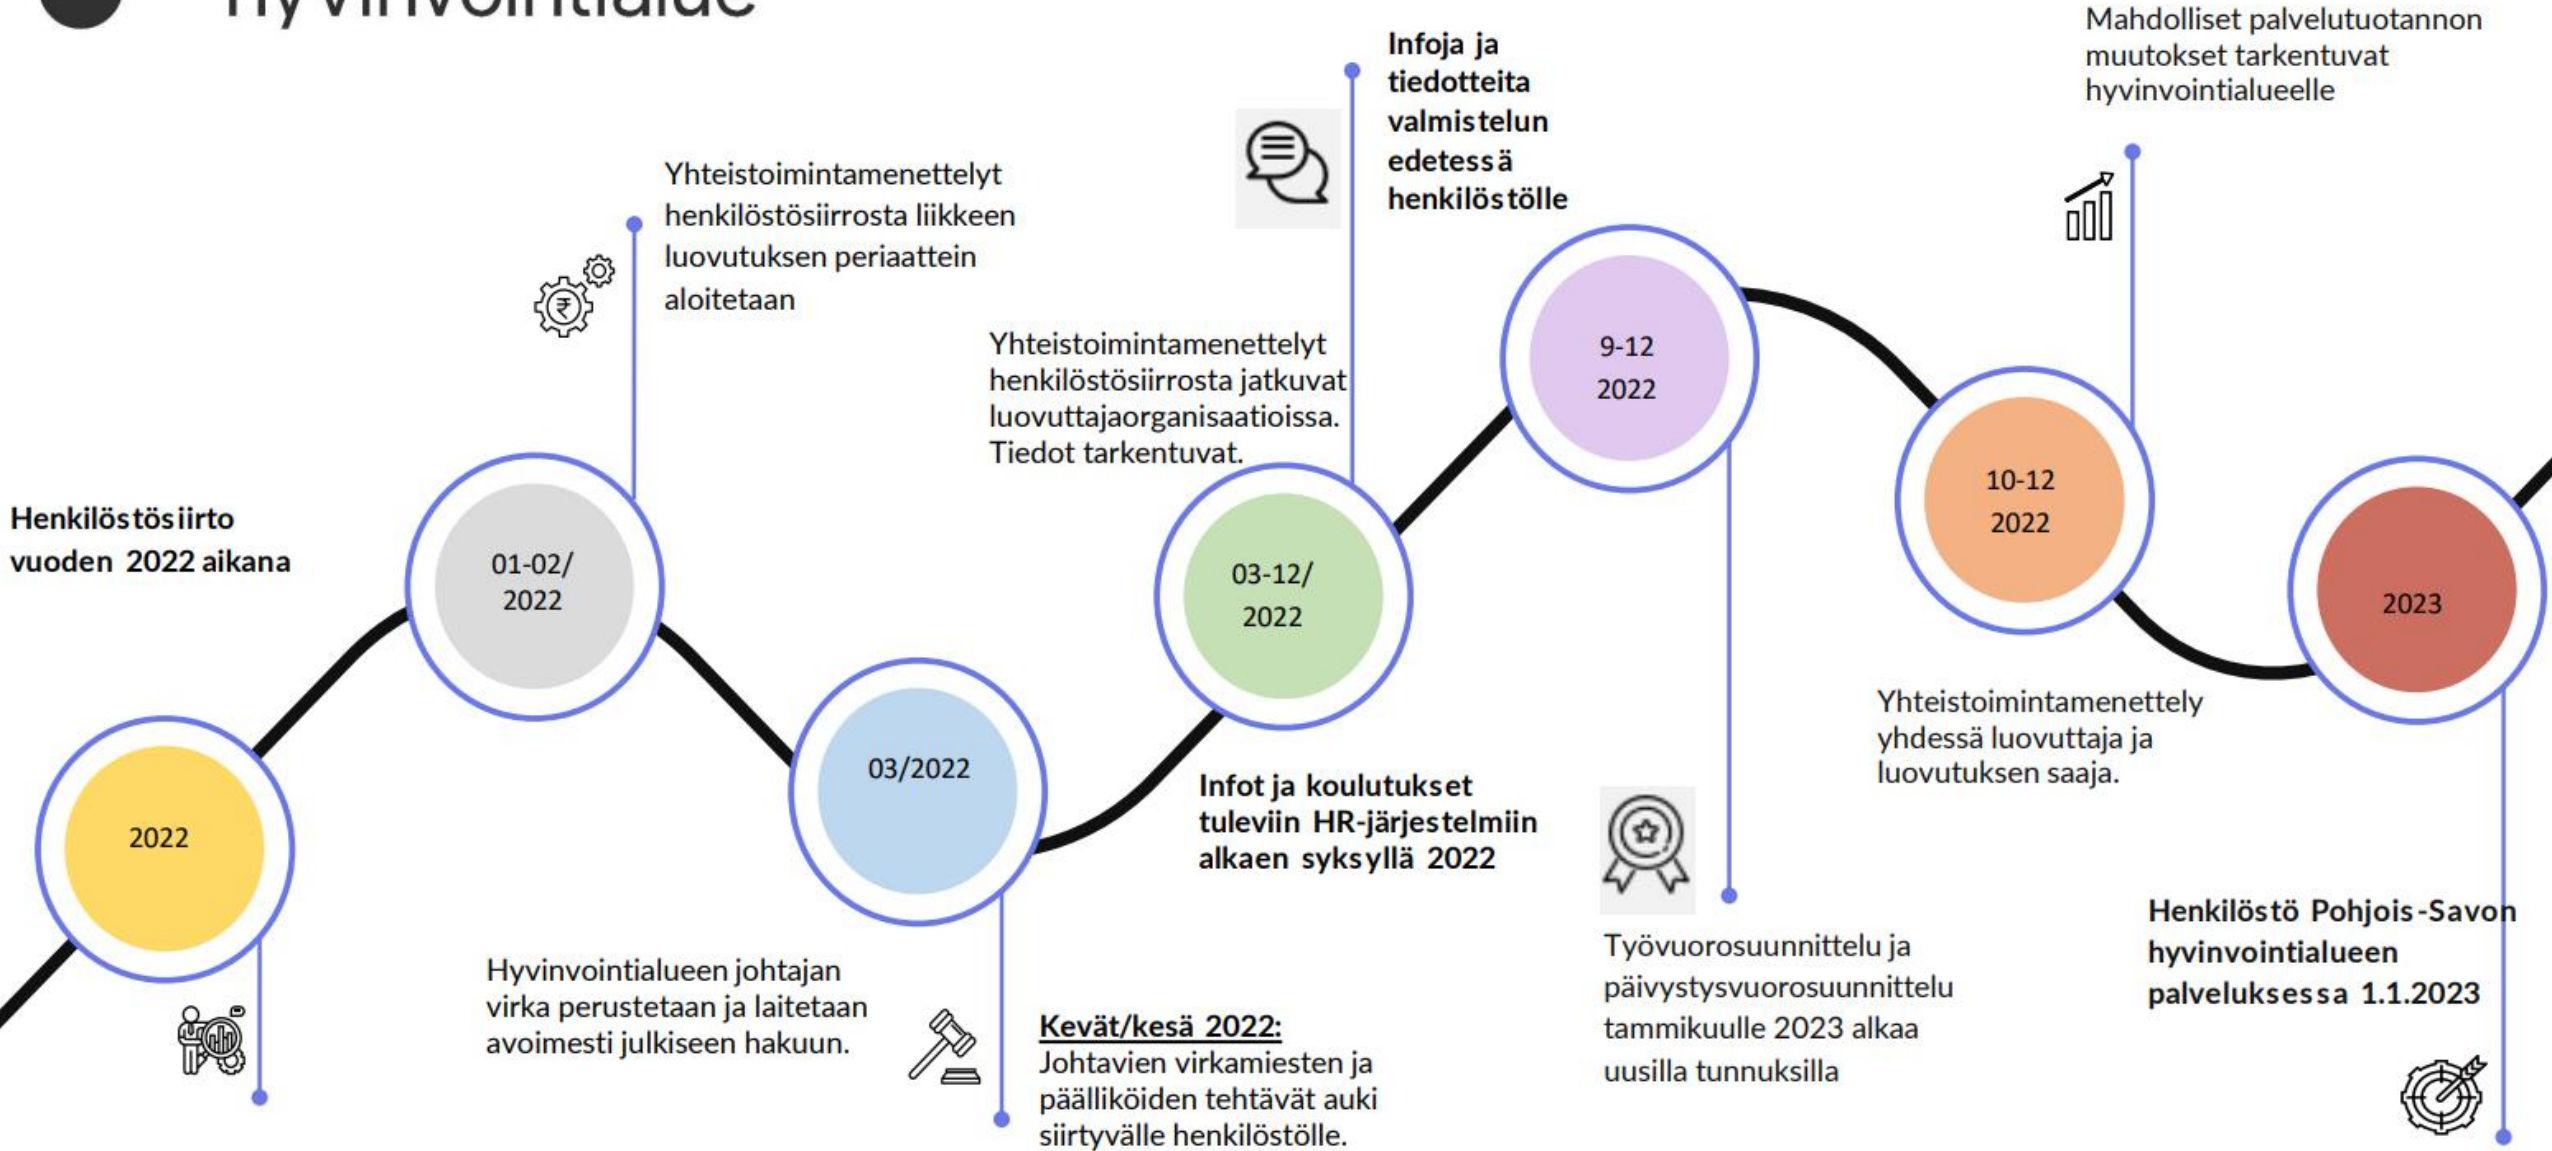 hyvinvointialue
Henkilöstösiirto
vuoden 2022 aikana
2022
01-02/
2022
Yhteistoimintamenettelyt
henkilöstösiirrosta liikkeen
luovutuksen periaattein
aloitetaan
Hyvinvointialueen johtajan
virka perustetaan ja laitetaan
avoimesti julkiseen hakuun.
03/2022
Kevät/kesä 2022:
Johtavien virkamiesten ja
päälliköiden tehtävät auki
siirtyvälle henkilöstölle.
Yhteistoimintamenettelyt
henkilöstösiirrosta jatkuvat
luovuttajaorganisaatioissa.
Tiedot tarkentuvat.
Infoja ja
tiedotteita
valmistelun
edetessä
henkilöstölle
03-12/
2022
Infot ja koulutukset
tuleviin HR-järjestelmiin
alkaen syksyllä 2022
9-12
2022
Työvuorosuunnittelu ja
päivystysvuorosuunnittelu
tammikuulle 2023 alkaa
uusilla tunnuksilla
Mahdolliset palvelutuotannon
muutokset tarkentuvat
hyvinvointialueelle
10-12
2022
Yhteistoimintamenettely
yhdessä luovuttaja ja
luovutuksen saaja.
2023
Henkilöstö Pohjois-Savon
hyvinvointialueen
palveluksessa 1.1.2023